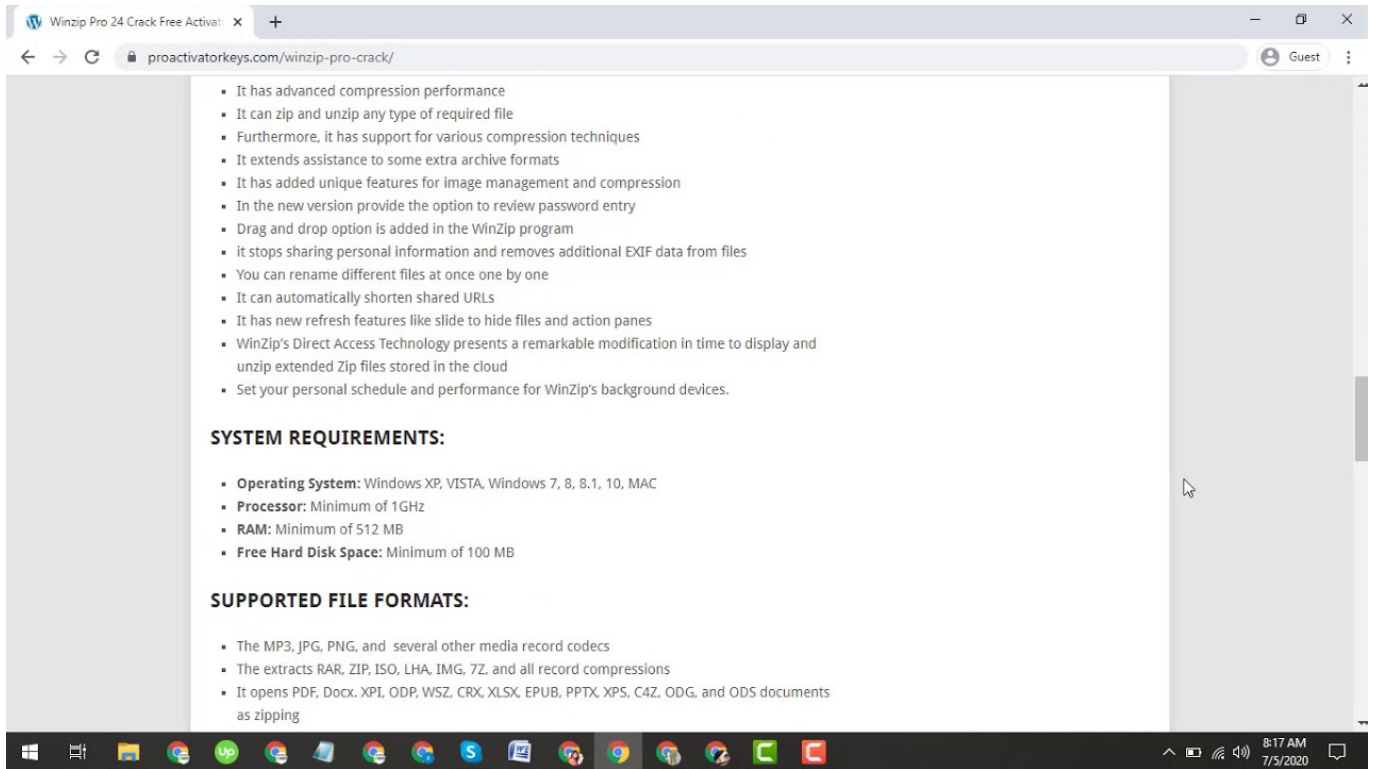 Winzip Pro 24 Crack Free Activat
proactivatorkeys.com/winzip-pro-crack/
Guest
It has advanced compression performance
It can zip and unzip any type of required file
Furthermore, it has support for various compression techniques
It extends assistance to some extra archive formats
It has added unique features for image management and compression
In the new version provide the option to review password entry
Drag and drop option is added in the WinZip program
it stops sharing personal information and removes additional EXIF data from files
You can rename different files at once one by one
It can automatically shorten shared URLs
It has new refresh features like slide to hide files and action panes
WinZip's Direct Access Technology presents a remarkable modification in time to display and
unzip extended Zip files stored in the cloud
Set your personal schedule and performance for WinZip's background devices.
SYSTEM REQUIREMENTS:
Operating System: Windows XP, VISTA, Windows 7, 8, 8.1, 10, MAC
Processor: Minimum of 1GHz
RAM: Minimum of 512 MB
Free Hard Disk Space: Minimum of 100 MB
SUPPORTED FILE FORMATS:
The MP3, JPG, PNG, and several other media record codecs
The extracts RAR, ZIP, ISO, LHA, IMG, 7Z, and all record compressions
It opens PDF, Docx. XPI, ODP, WSZ, CRX, XLSX, EPUB, PPTX, XPS, C4Z, ODG, and ODS documents
as zipping
8:17 AM
7/5/2020